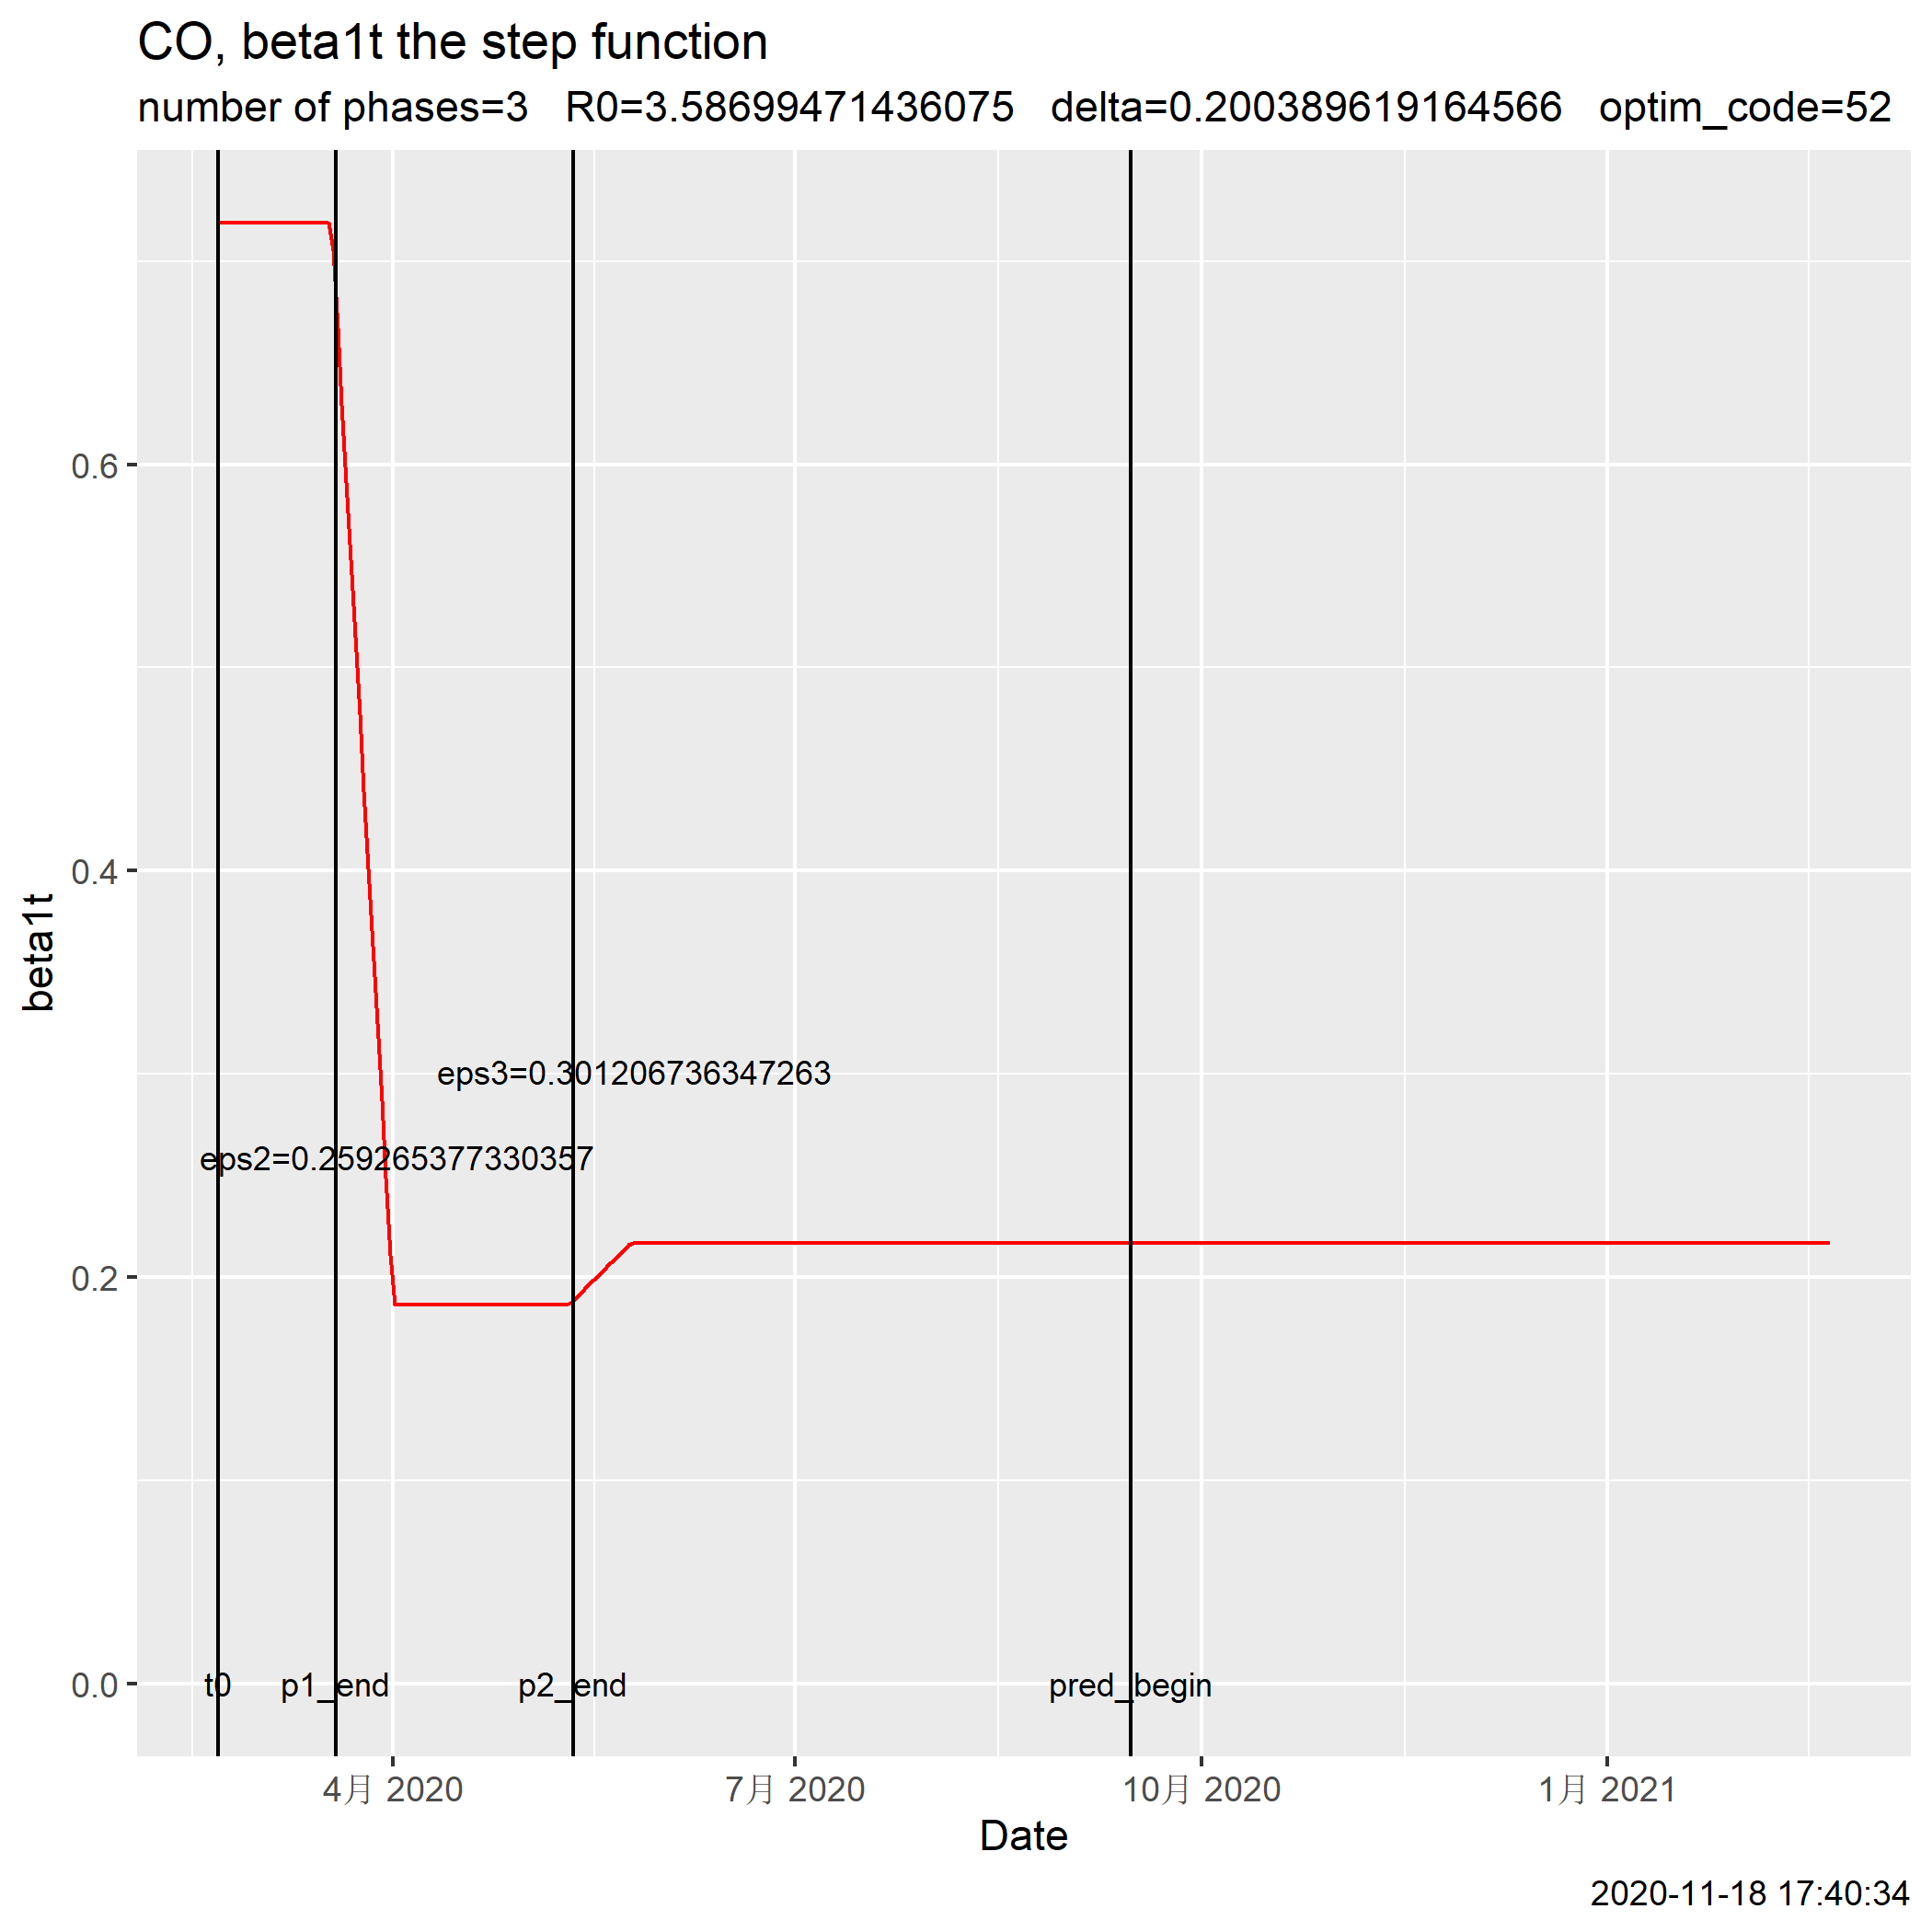 CO, beta1t the step function
number of phases=3   R0=3.58699471436075   delta=0.200389619164566   optim_code=52
0.6
0.4
0.2
0.0
beta1t
eps3=0.301206736347263
eps2=0.259265377330357
t0 p1_end p2_end pred_begin
4月 2020 7月 2020 10月 2020 1月 2021
Date
2020-11-18 17:40:34